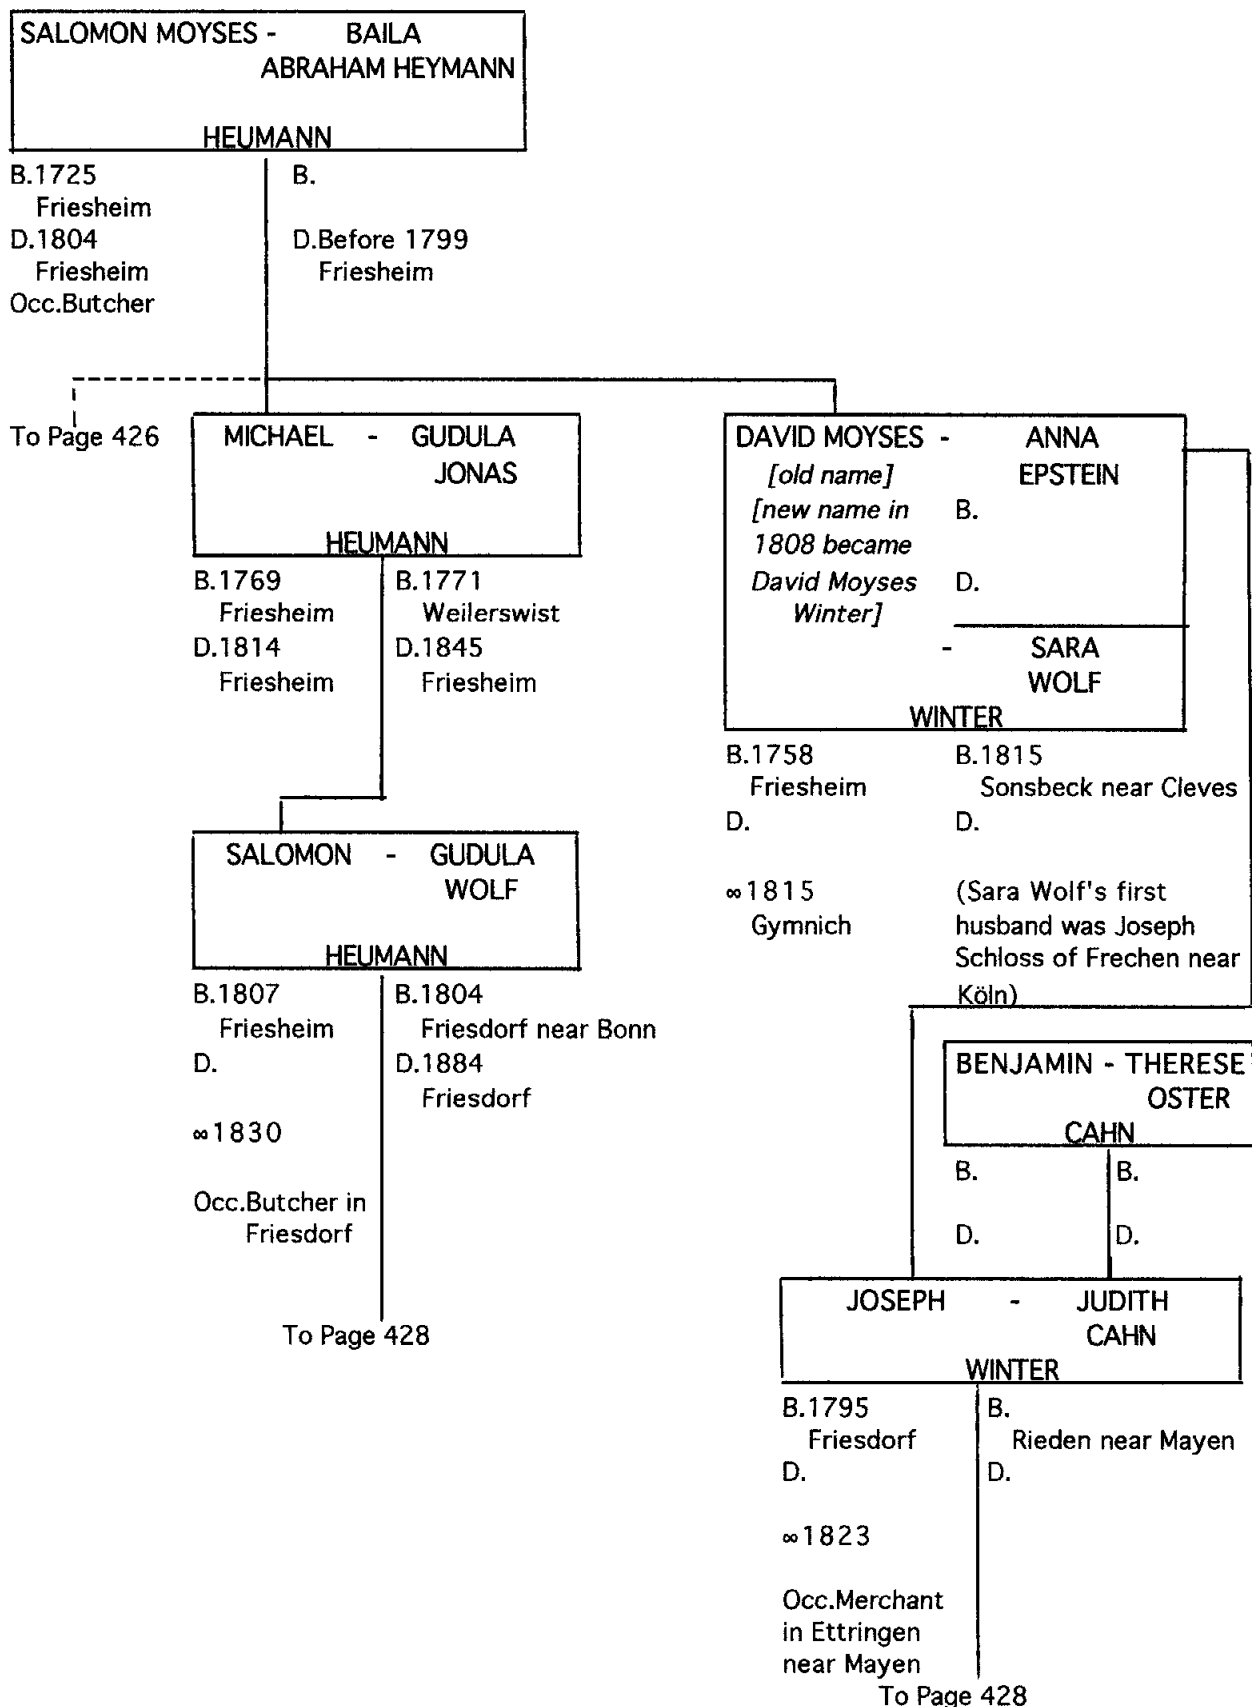 SALOMON MOYSES - BAILA
ABRAHAM HEYMANN
HEUMANN
B.1725
Friesheim
D.1804
Friesheim
Occ.Butcher
B.
D.Before 1799
Friesheim
To Page 426
MICHAEL - GUDULA
JONAS
HEUMANN
B.1769
Friesheim
D.1814
Friesheim
B.1771
Weilerswist
D.1845
Friesheim
SALOMON - GUDULA
WOLF
HEUMANN
B.1807
Friesheim
D.
∞1830
Occ.Butcher in
Friesdorf
B.1804
Friesdorf near Bonn
D.1884
Friesdorf
To Page 428
DAVID MOYSES - ANNA
EPSTEIN
[old name]
[new name in
1808 became
David Moyses
Winter]
B.
D.
- SARA
WOLF
WINTER
B.1758
Friesheim
D.
∞1815
Gymnich
B.1815
Sonsbeck near Cleves
D.
(Sara Wolf's first
husband was Joseph
Schloss of Frechen near
Köln)
BENJAMIN - THERESE
OSTER
CAHN
B.
D.
B.
D.
JOSEPH - JUDITH
CAHN
WINTER
B.1795
Friesdorf
D.
∞1823
Occ.Merchant
in Ettringen
near Mayen
B.
Rieden near Mayen
D.
To Page 428